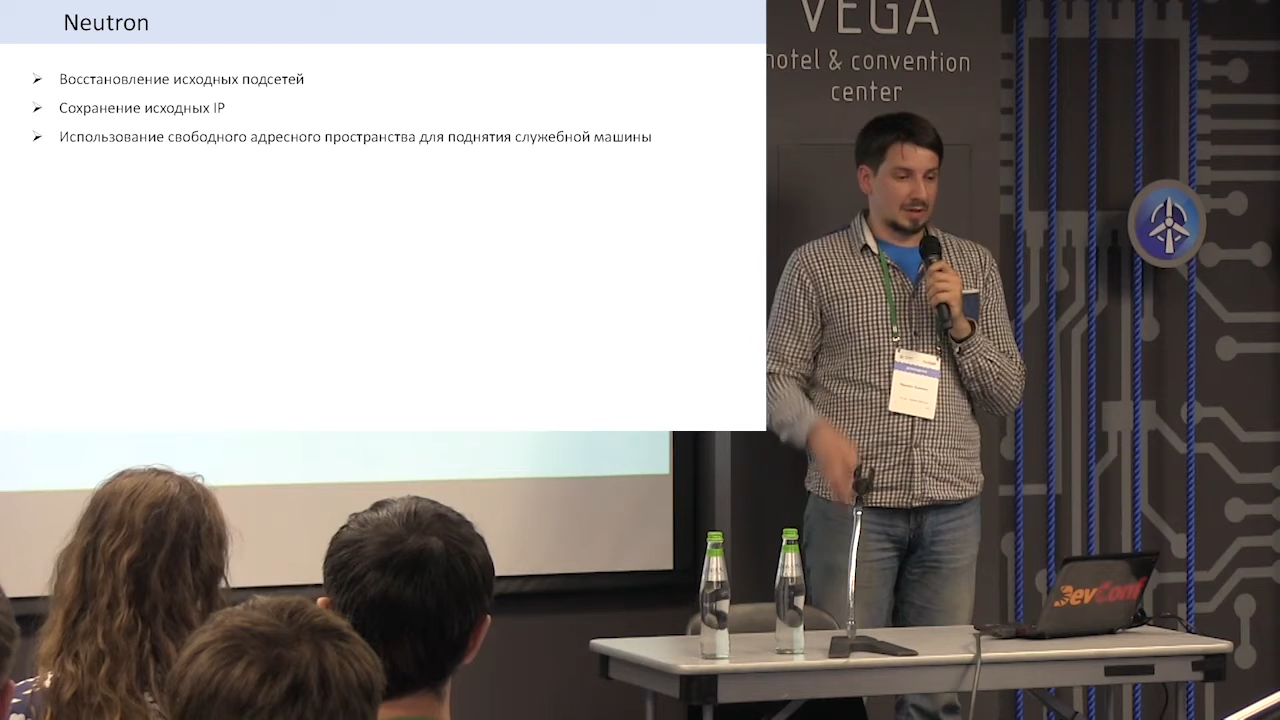 Neutron
Восстановление исходных подсетей
Сохранение исходных IP
Использование свободного адресного пространства для поднятия служебной машины
VEGA
hotel & convention
center
DevConf